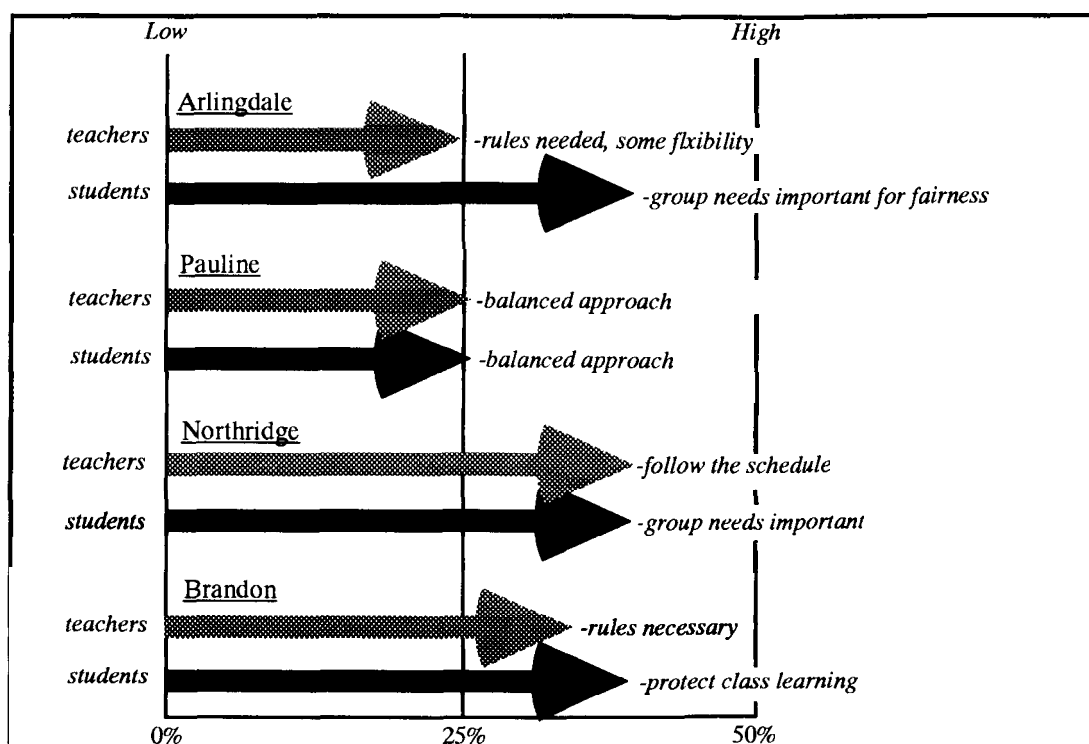 Low High
Arlingdale
teachers -rules needed, some flxibility
students -group needs important for fairness
Pauline
teachers -balanced approach
students -balanced approach
Northridge
teachers -follow the schedule
students -group needs important
Brandon
teachers -rules necessary
students -protect class learning
0% 25% 50%